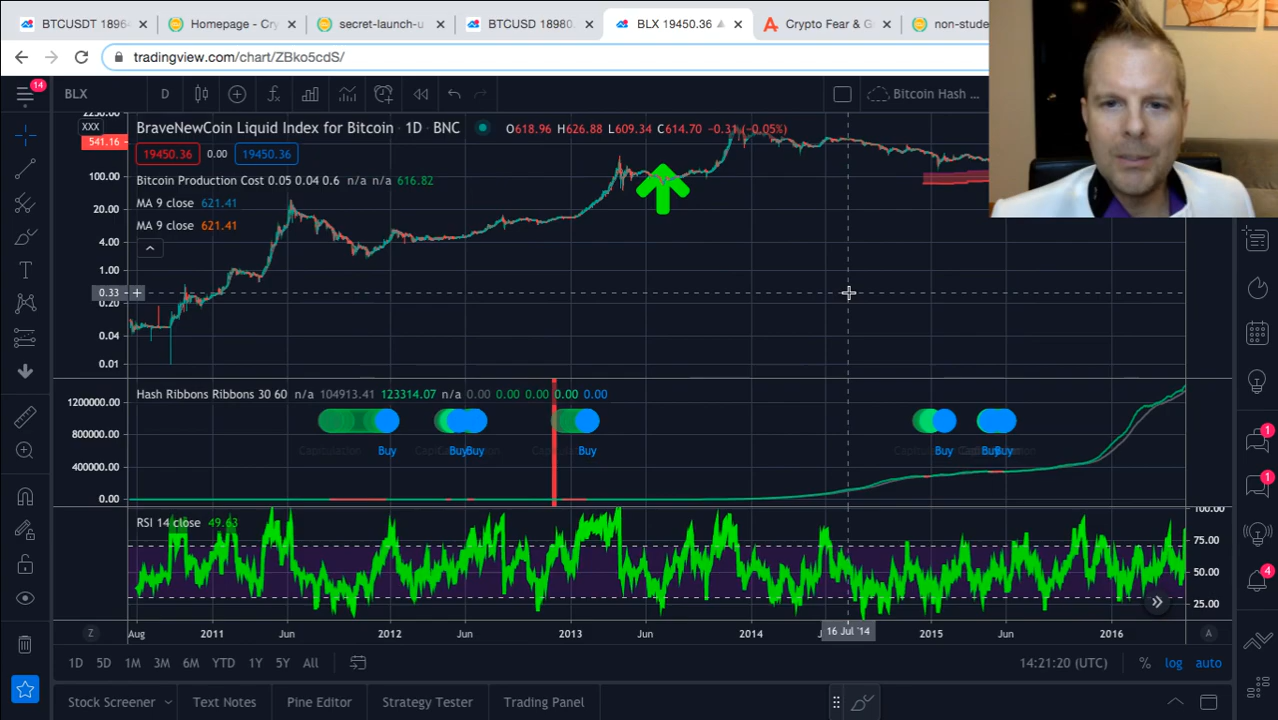 BTCUSDT 1896
Homepage - Cry
secret-launch-u
BTCUSD 18980.
BLX 19450.36
Crypto Fear & G
non-stude
tradingview.com/chart/ZBko5cdS/
14
BLX
D
Bitcoin Hash ...
2250.00
XXX
BraveNewCoin Liquid Index for Bitcoin · 1D · BNC
O618.96 H626.88 L609.34 C614.70 -0.31 (-0.05%)
541.16
19450.36 0.00 19450.36
100.00
Bitcoin Production Cost 0.05 0.04 0.6 n/a n/a 616.82
MA 9 close 621.41
20.00
MA 9 close 621.41
4.00
1.00
0.33
0.20
0.04
0.01
Hash Ribbons Ribbons 30 60 n/a 104913.41 123314.07 n/a 0.00 0.00 0.00 0.00 0.00
1200000.00
800000.00
Buy
Buy
Buy
Buy
Buy
Buy
Buy
400000.00
0.00
100.00
RSI 14 close 49.63
75.00
50.00
25.00
Z
Aug
2011
Jun
2012
Jun
2013
Jun
2014
16 Jul '14
2015
Jun
2016
A
1D
5D
1M
3M
6M
YTD
1Y
5Y
All
14:21:20 (UTC)
%
log
auto
Stock Screener
Text Notes
Pine Editor
Strategy Tester
Trading Panel
1
1
4